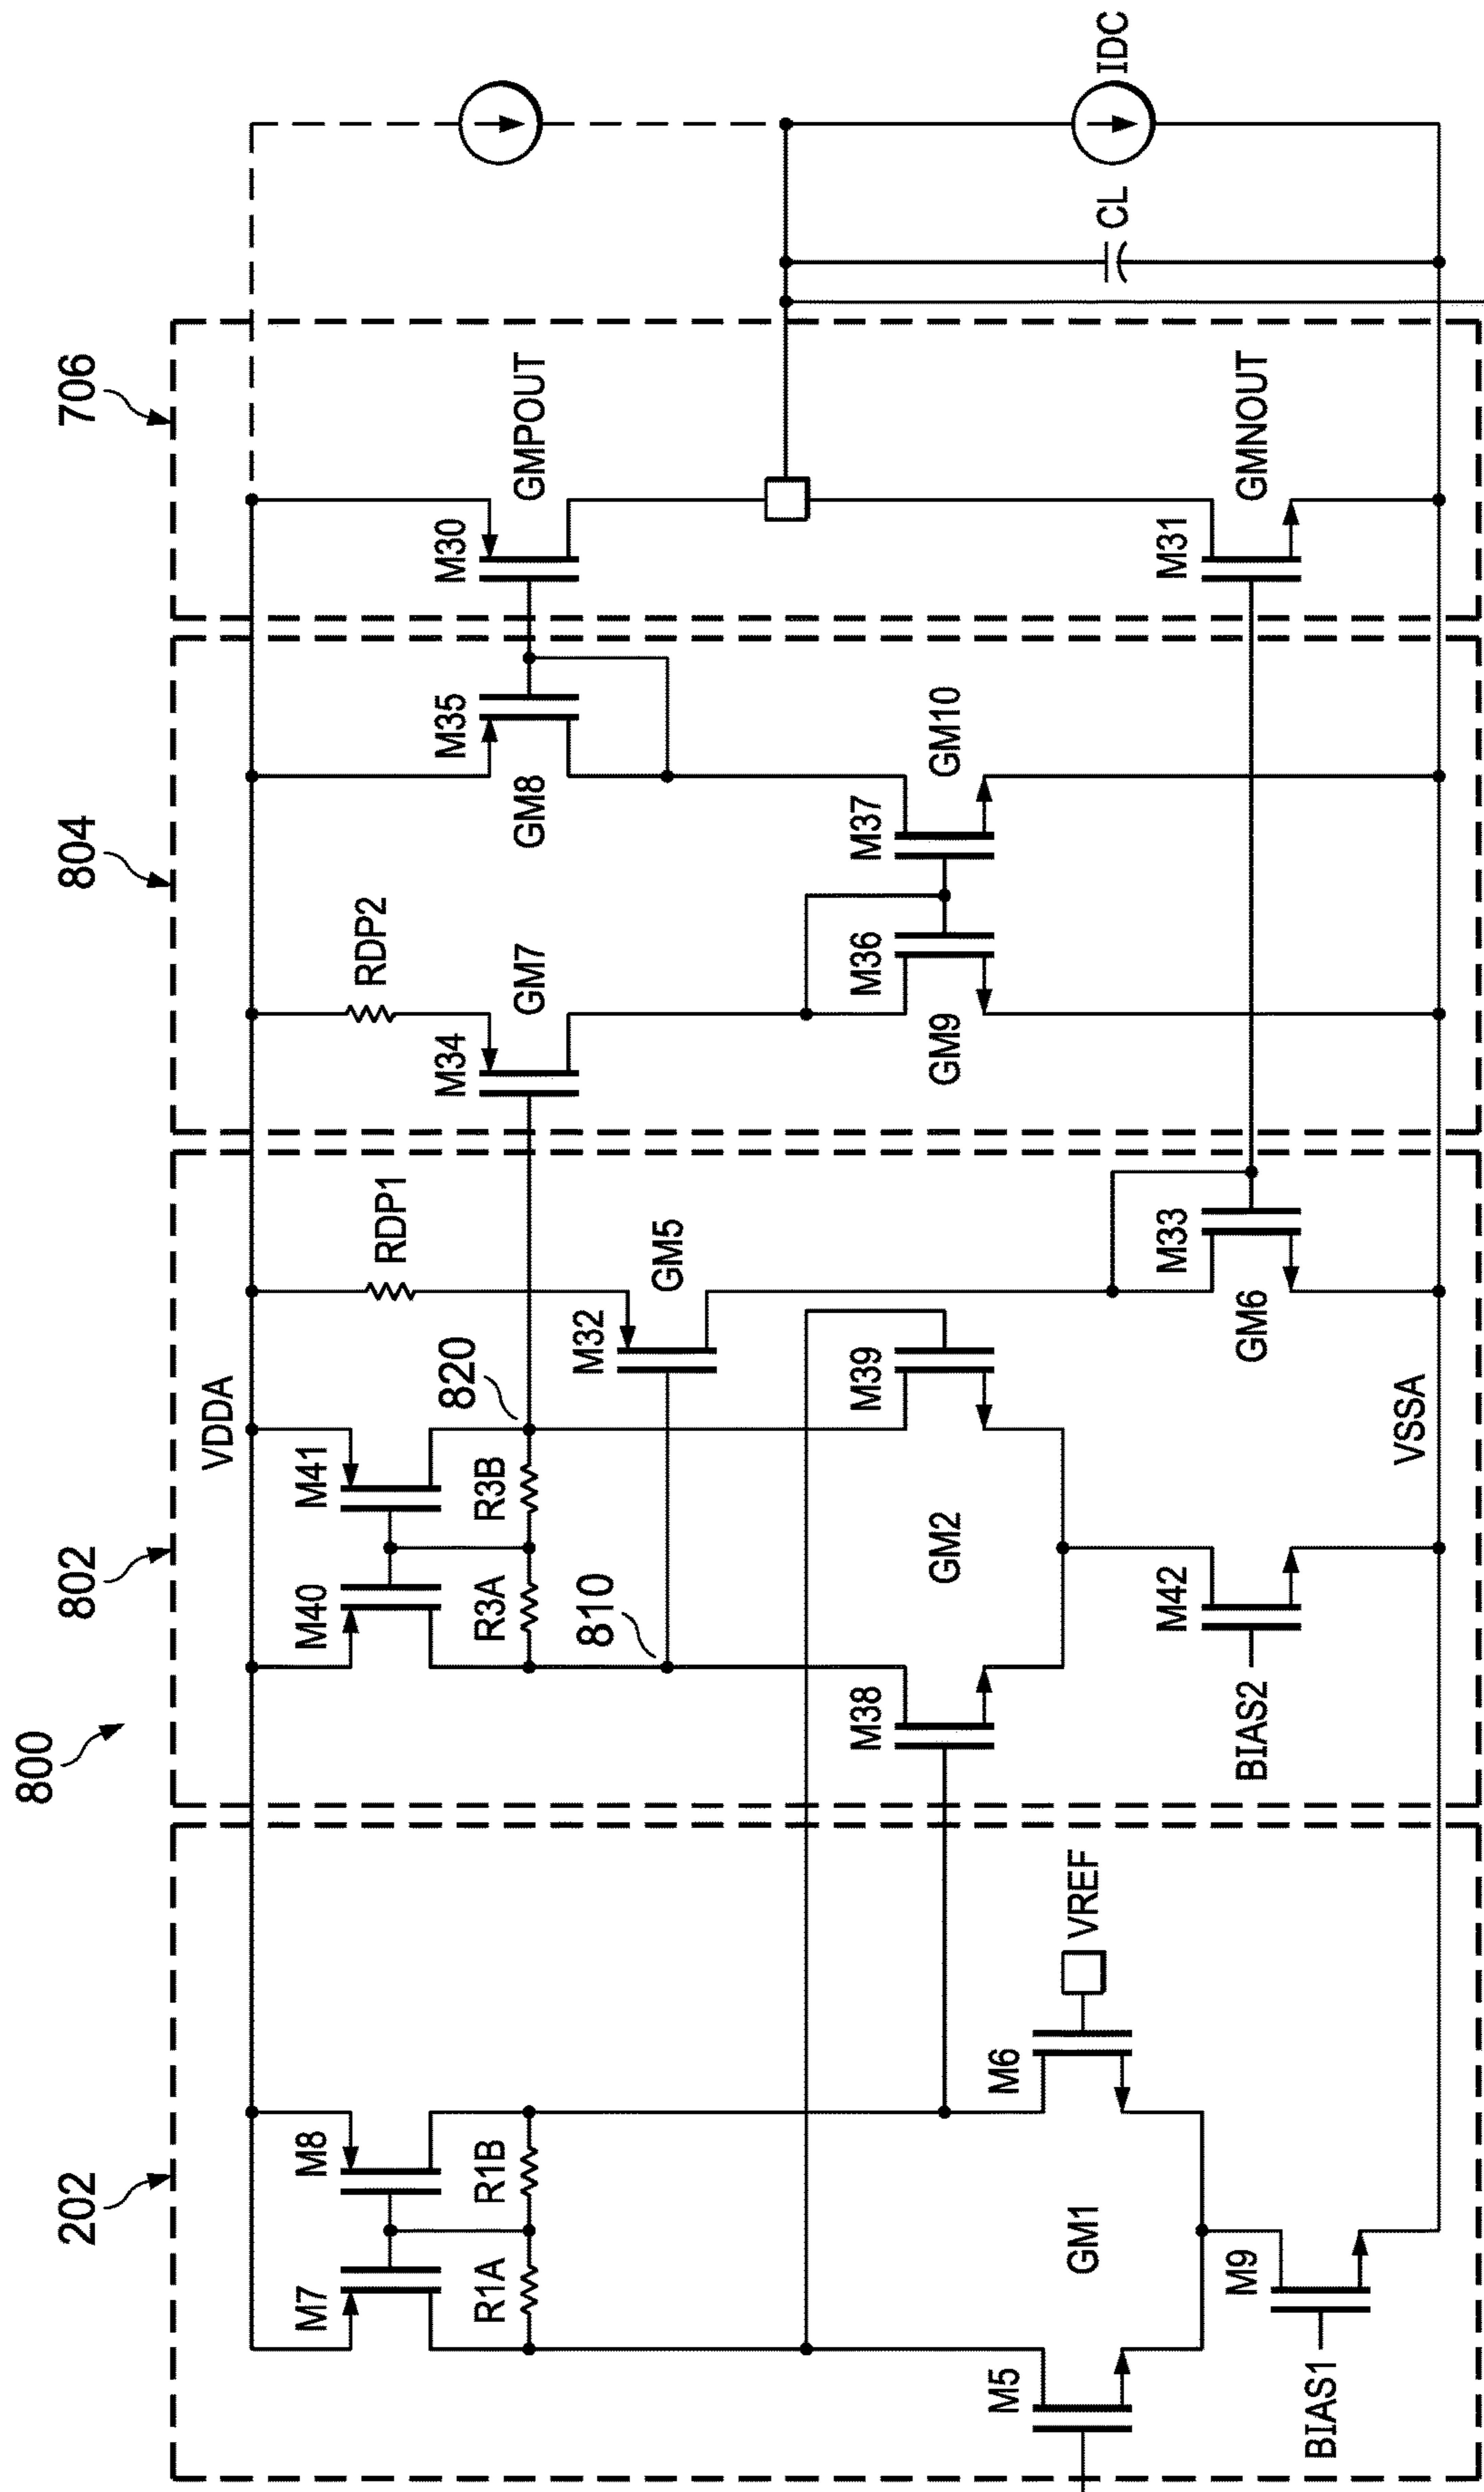 800
202
802
804
706
VDDA
M7
M8
R1A
R1B
M5
M6
GM1
VREF
M9
BIAS1
M40
M41
R3A
R3B
810
820
M38
M39
GM2
M42
BIAS2
RDP1
M32
GM5
M33
GM6
VSSA
RDP2
M34
GM7
M35
GM8
M36
GM9
M37
GM10
M30
GMPOUT
M31
GMNOUT
CL
IDC